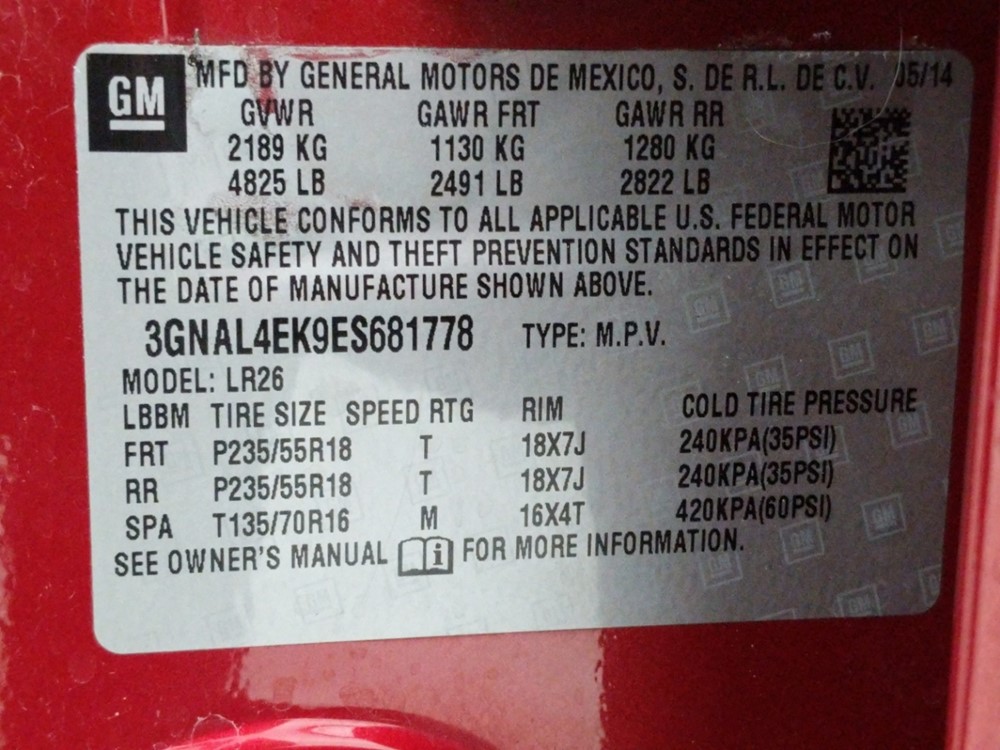 GM
MFD BY GENERAL MOTORS DE MEXICO, S. DE R.L. DE C.V. 05/14
GVWR GAWR FRT GAWR RR
2189 KG 1130 KG 1280 KG
4825 LB 2491 LB 2822 LB
THIS VEHICLE CONFORMS TO ALL APPLICABLE U.S. FEDERAL MOTOR
VEHICLE SAFETY AND THEFT PREVENTION STANDARDS IN EFFECT ON
THE DATE OF MANUFACTURE SHOWN ABOVE.
3GNAL4EK9ES681778 TYPE: M.P.V.
MODEL: LR26
LBBM TIRE SIZE SPEED RTG RIM COLD TIRE PRESSURE
FRT P235/55R18 T 18X7J 240KPA(35PSI)
RR P235/55R18 T 18X7J 240KPA(35PSI)
SPA T135/70R16 M 16X4T 420KPA(60PSI)
SEE OWNER'S MANUAL i FOR MORE INFORMATION.